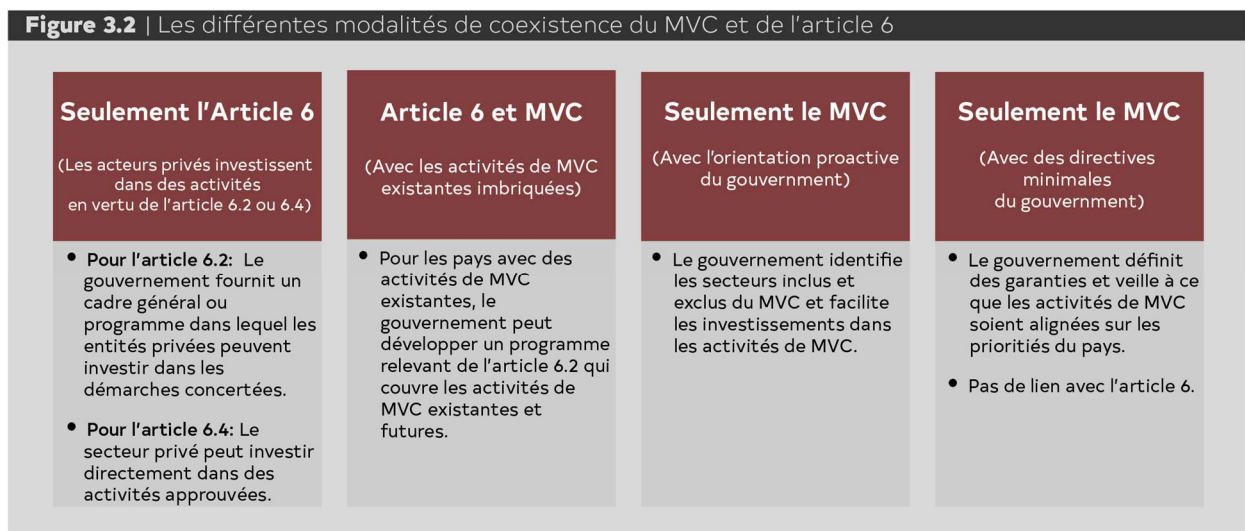 Figure 3.2 | Les différentes modalités de coexistence du MVC et de l'article 6
Seulement l'Article 6
(Les acteurs privés investissent
dans des activités
en vertu de l'article 6.2 ou 6.4)
• Pour l'article 6.2: Le
gouvernement fournit un
cadre général ou
programme dans lequel les
entités privées peuvent
investir dans les
démarches concertées.
• Pour l'article 6.4: Le
secteur privé peut investir
directement dans des
activités approuvées.
Article 6 et MVC
(Avec les activités de MVC
existantes imbriquées)
• Pour les pays avec des
activités de MVC
existantes, le
gouvernement peut
développer un programme
relevant de l'article 6.2 qui
couvre les activités de
MVC existantes et
futures.
Seulement le MVC
(Avec l'orientation proactive
du gouvernment)
• Le gouvernement identifie
les secteurs inclus et
exclus du MVC et facilite
les investissements dans
les activités de MVC.
Seulement le MVC
(Avec des directives
minimales
du gouvernment)
• Le gouvernement définit
des garanties et veille à ce
que les activités de MVC
soient alignées sur les
prioritiés du pays.
• Pas de lien avec l'article 6.